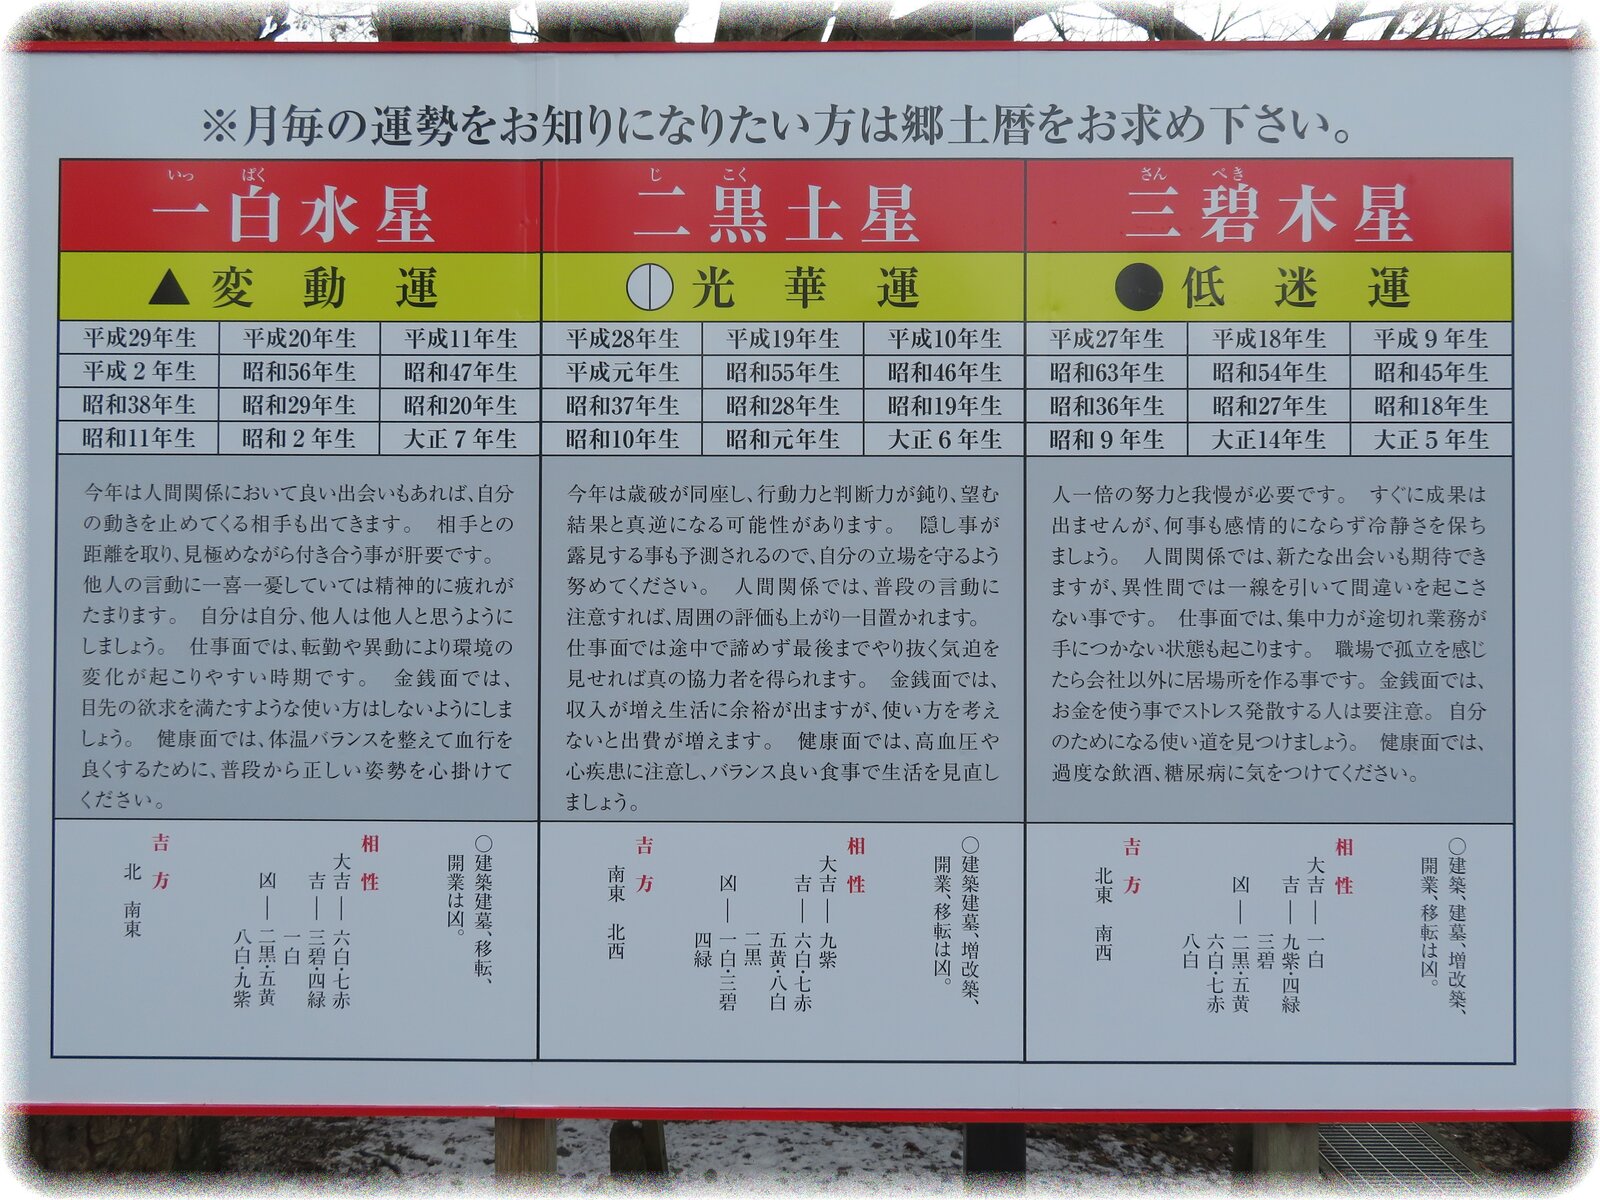 ※月毎の運勢をお知りになりたい方は郷土暦をお求め下さい。
いっ ぱく
一白水星
▲変動運
平成29年生 平成20年生 平成11年生
平成2年生 昭和56年生 昭和47年生
昭和38年生 昭和29年生 昭和20年生
昭和11年生 昭和2年生 大正7年生
今年は人間関係において良い出会いもあれば、自分
の動きを止めてくる相手も出てきます。 相手との
距離を取り、見極めながら付き合う事が肝要です。
他人の言動に一喜一憂していては精神的に疲れが
たまります。 自分は自分、他人は他人と思うように
しましょう。 仕事面では、転勤や異動により環境の
変化が起こりやすい時期です。 金銭面では、
目先の欲求を満たすような使い方はしないようにしま
しょう。 健康面では、体温バランスを整えて血行を
良くするために、普段から正しい姿勢を心掛けて
ください。
○建築建墓、移転、
開業は凶。
相性
大吉―六白・七赤
吉―三碧・四緑
一白
凶―二黒・五黄
八白・九紫
吉方
北 南東
じ こく
二黒土星
光華運
平成28年生 平成19年生 平成10年生
平成元年生 昭和55年生 昭和46年生
昭和37年生 昭和28年生 昭和19年生
昭和10年生 昭和元年生 大正6年生
今年は歳破が同座し、行動力と判断力が鈍り、望む
結果と真逆になる可能性があります。 隠し事が
露見する事も予測されるので、自分の立場を守るよう
努めてください。 人間関係では、普段の言動に
注意すれば、周囲の評価も上がり一目置かれます。
仕事面では途中で諦めず最後までやり抜く気迫を
見せれば真の協力者を得られます。 金銭面では、
収入が増え生活に余裕が出ますが、使い方を考え
ないと出費が増えます。 健康面では、高血圧や
心疾患に注意し、バランス良い食事で生活を見直し
ましょう。
○建築建墓、増改築、
開業、移転は凶。
相性
大吉―九紫
吉―六白・七赤
五黄・八白
二黒
凶―一白・三碧
四緑
吉方
南東 北西
さん ぺき
三碧木星
●低迷運
平成27年生 平成18年生 平成9年生
昭和63年生 昭和54年生 昭和45年生
昭和36年生 昭和27年生 昭和18年生
昭和9年生 大正14年生 大正5年生
人一倍の努力と我慢が必要です。 すぐに成果は
出ませんが、何事も感情的にならず冷静さを保ち
ましょう。 人間関係では、新たな出会いも期待でき
ますが、異性間では一線を引いて間違いを起こさ
ない事です。 仕事面では、集中力が途切れ業務が
手につかない状態も起こります。 職場で孤立を感じ
たら会社以外に居場所を作る事です。金銭面では、
お金を使う事でストレス発散する人は要注意。 自分
のためになる使い道を見つけましょう。 健康面では、
過度な飲酒、糖尿病に気をつけてください。
○建築、建墓、増改築、
開業、移転は凶。
相性
大吉―一白
吉―九紫・四緑
三碧
凶―二黒・五黄
六白・七赤
八白
吉方
北東 南西